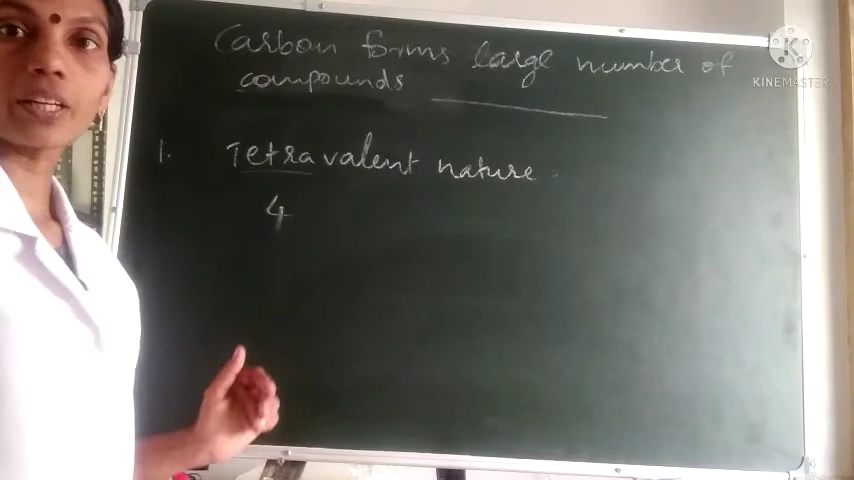 Carbon forms large number of
compounds
1. Tetravalent nature.
4
KINEMASTER